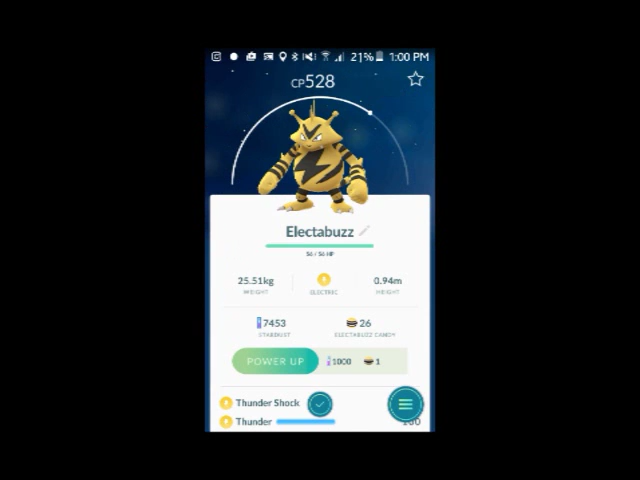 21% 1:00 PM
CP528
Electabuzz
56 / 56 HP
25.51kg ELECTRIC 0.94m
WEIGHT HEIGHT
7453 26
STARDUST ELECTABUZZ CANDY
POWER UP 1000 1
Thunder Shock
Thunder 100